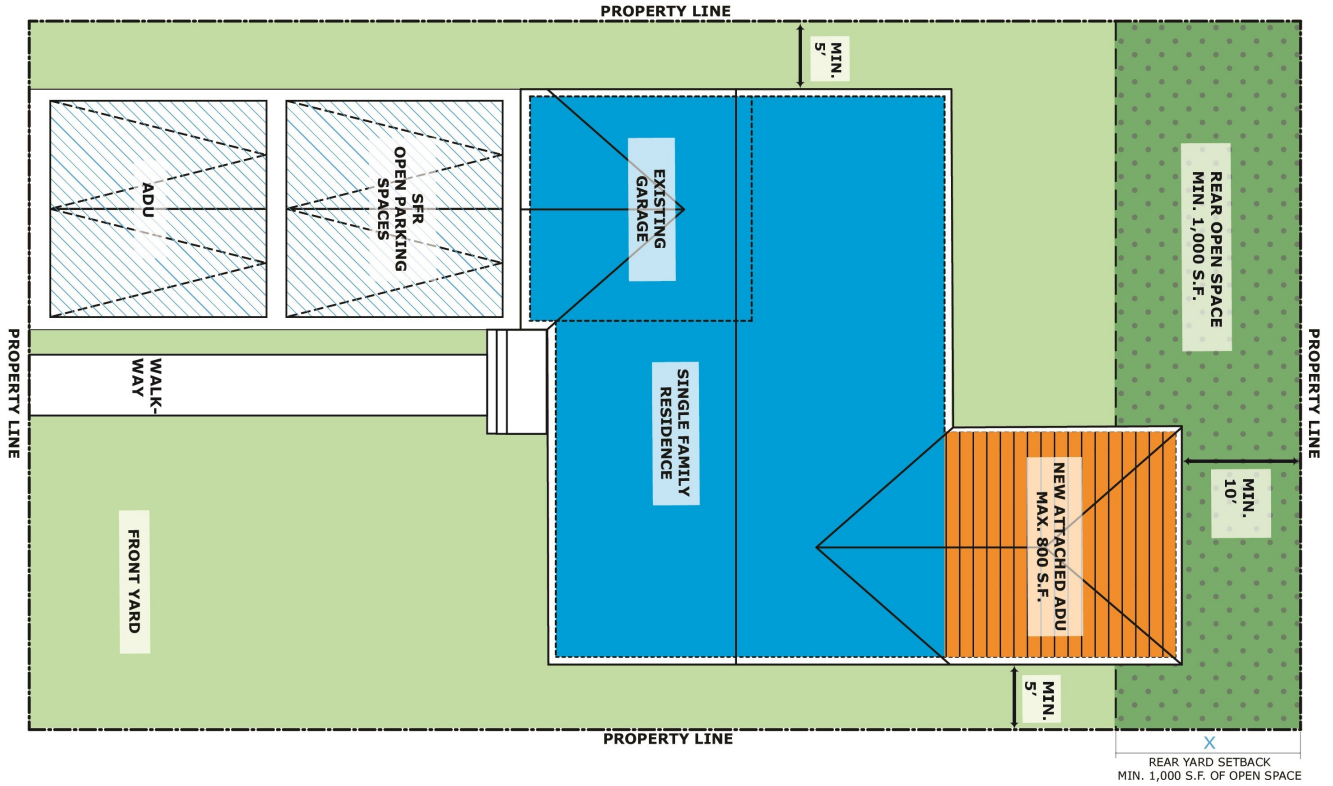 PROPERTY LINE
MIN.
5’
REAR OPEN SPACE
MIN. 1,000 S.F.
ADU
SFR
OPEN PARKING
SPACES
EXISTING
GARAGE
PROPERTY LINE
WALK-
WAY
SINGLE FAMILY
RESIDENCE
PROPERTY LINE
NEW ATTACHED ADU
MAX. 800 S.F.
MIN.
10’
FRONT YARD
MIN.
5’
PROPERTY LINE
X
REAR YARD SETBACK
MIN. 1,000 S.F. OF OPEN SPACE